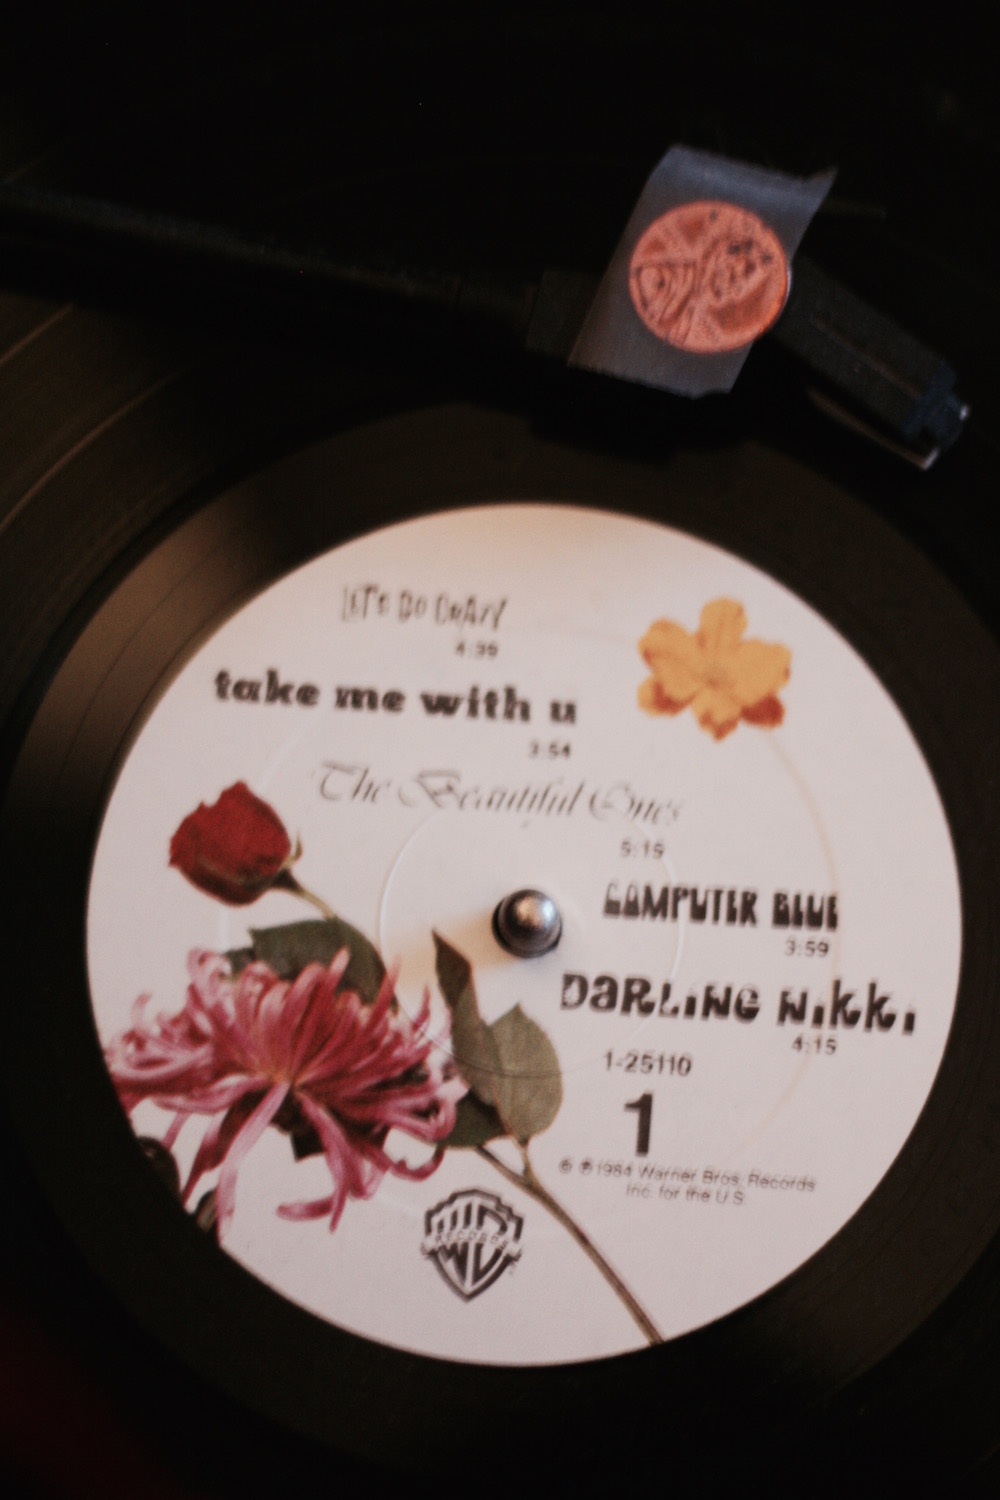 LET'S GO CRAZY
4:39
take me with u
3:54
The Beautiful Ones
5:15
COMPUTER BLUE
3:59
DARLING NIKKI
4:15
1-25110
1
© ℗ 1984 Warner Bros. Records
Inc. for the U.S.
WB
RECORDS